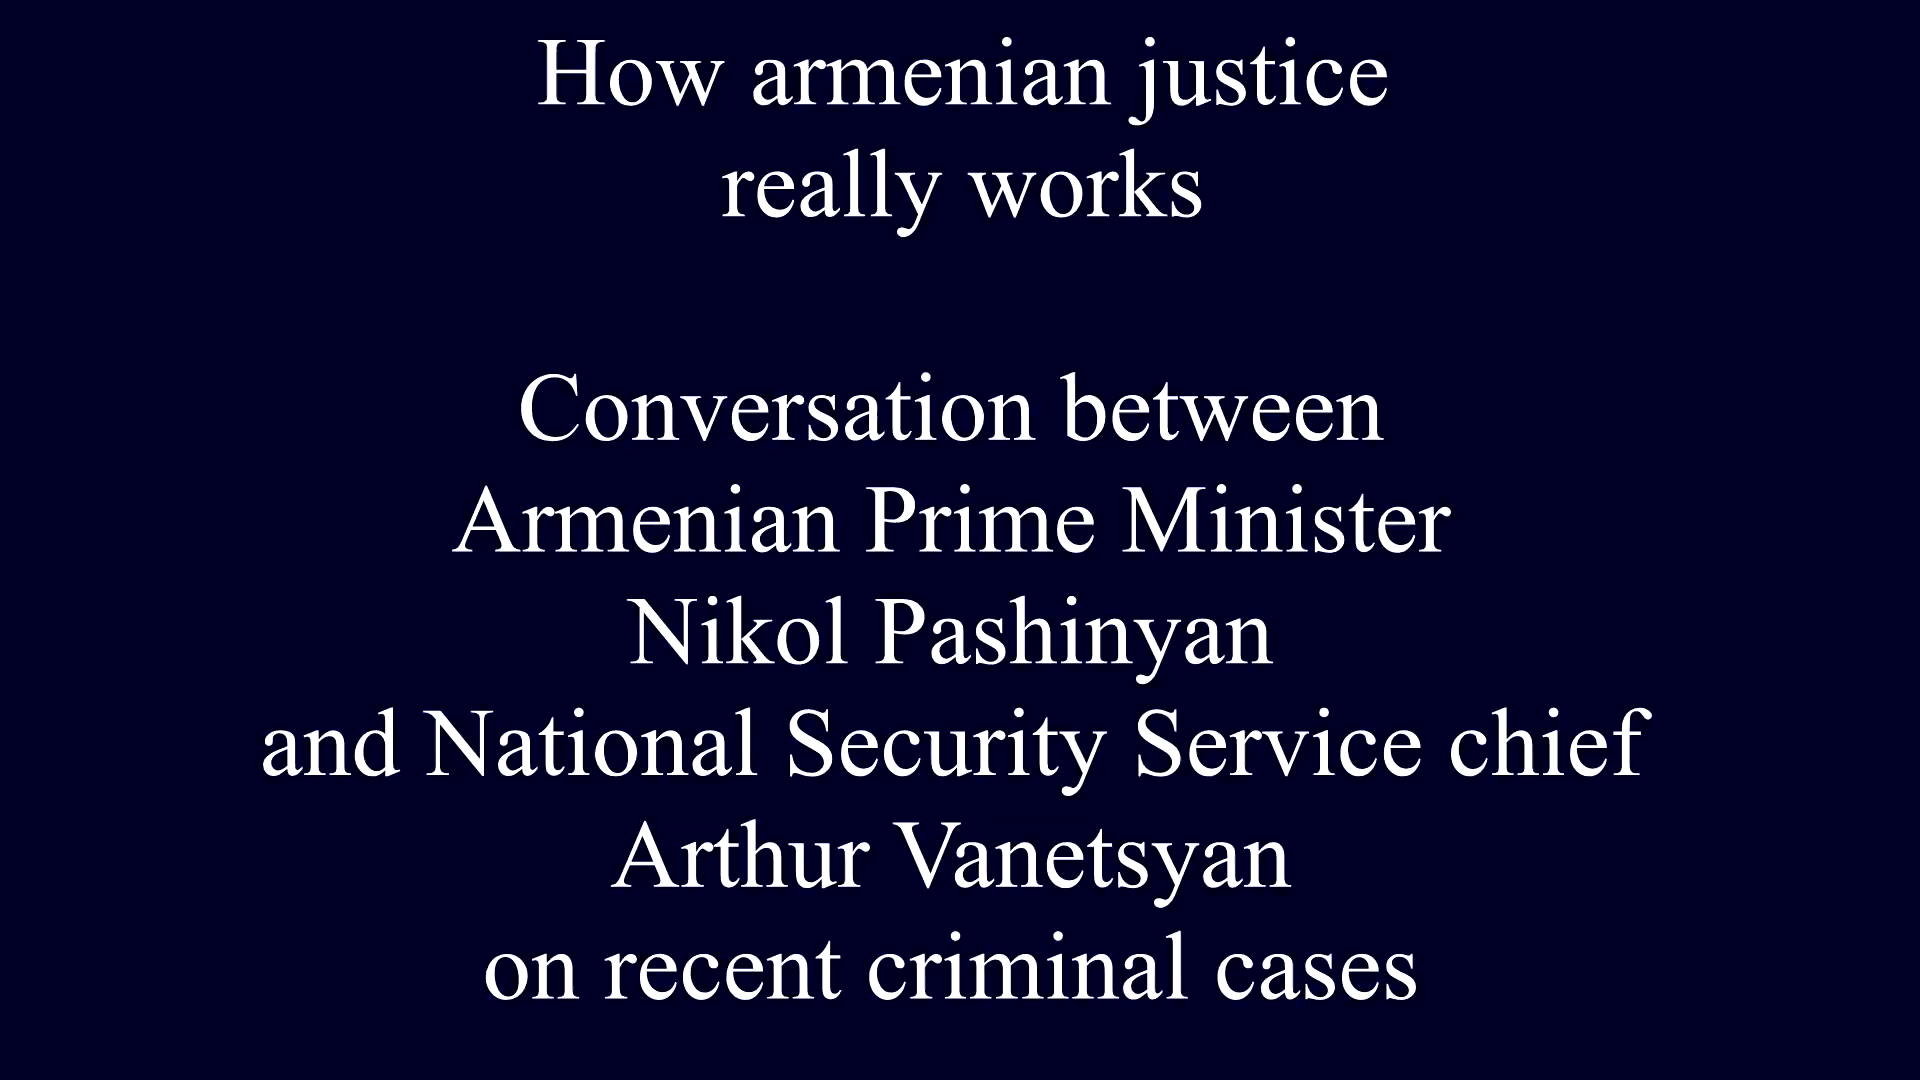 How armenian justice
really works
Conversation between
Armenian Prime Minister
Nikol Pashinyan
and National Security Service chief
Arthur Vanetsyan
on recent criminal cases